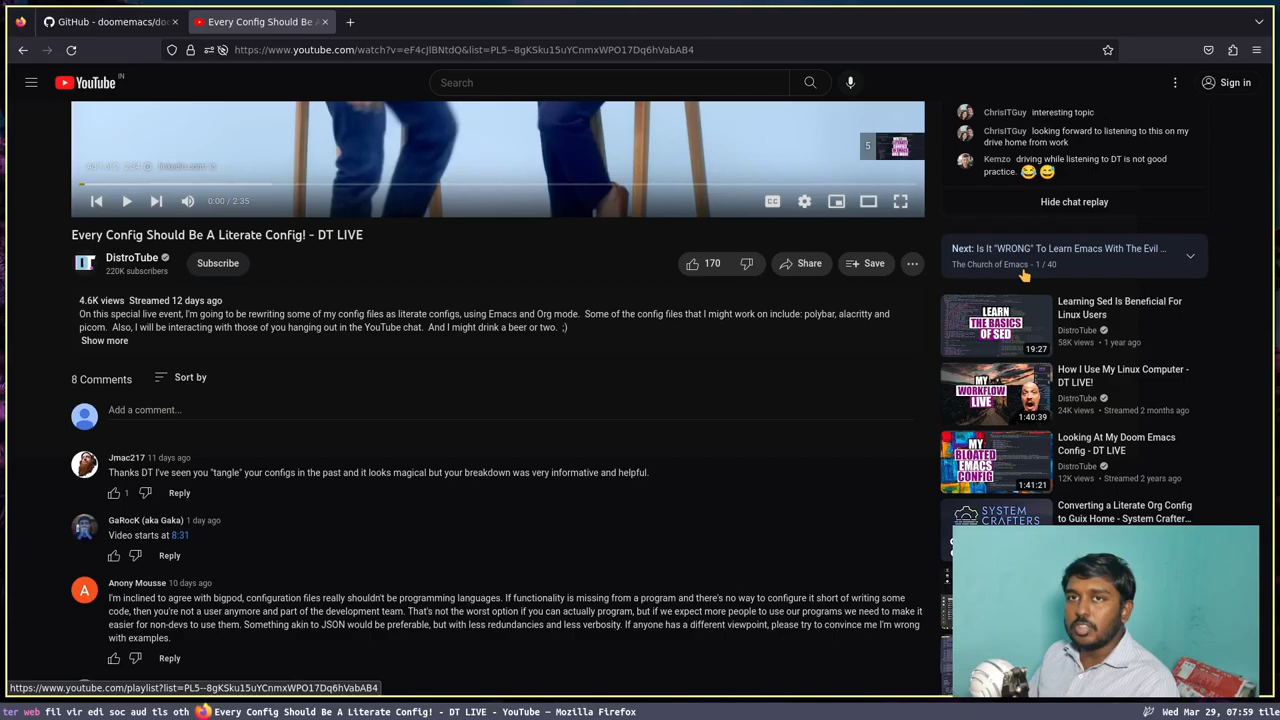 GitHub - doomemacs/doo
Every Config Should Be A
https://www.youtube.com/watch?v=eF4cJlBNtdQ&list=PL5--8gKSku15uYCnmxWPO17Dq6hVabAB4
YouTube IN
Search
Sign in
ChrisITGuy interesting topic
ChrisITGuy looking forward to listening to this on my
drive home from work
Kemzo driving while listening to DT is not good
practice. 😂 😅
Hide chat replay
5
0:00 / 2:35
CC
Every Config Should Be A Literate Config! - DT LIVE
DistroTube
220K subscribers
Subscribe
170
Share
Save
Next: Is It "WRONG" To Learn Emacs With The Evil ...
The Church of Emacs - 1 / 40
4.6K views Streamed 12 days ago
On this special live event, I'm going to be rewriting some of my config files as literate configs, using Emacs and Org mode. Some of the config files that I might work on include: polybar, alacritty and
picom. Also, I will be interacting with those of you hanging out in the YouTube chat. And I might drink a beer or two. ;)
Show more
8 Comments
Sort by
Add a comment...
Jmac217 11 days ago
Thanks DT I've seen you "tangle" your configs in the past and it looks magical but your breakdown was very informative and helpful.
1
Reply
GaRocK (aka Gaka) 1 day ago
Video starts at 8:31
Reply
Anony Mousse 10 days ago
I'm inclined to agree with bigpod, configuration files really shouldn't be programming languages. If functionality is missing from a program and there's no way to configure it short of writing some
code, then you're not a user anymore and part of the development team. That's not the worst option if you can actually program, but if we expect more people to use our programs we need to make it
easier for non-devs to use them. Something akin to JSON would be preferable, but with less redundancies and less verbosity. If anyone has a different viewpoint, please try to convince me I'm wrong
with examples.
Reply
LEARN
THE BASICS
OF SED
19:27
Learning Sed Is Beneficial For
Linux Users
DistroTube
58K views • 1 year ago
MY
WORKFLOW
LIVE
1:40:39
How I Use My Linux Computer -
DT LIVE!
DistroTube
24K views • Streamed 2 months ago
MY
BLOATED
EMACS
CONFIG
1:41:21
Looking At My Doom Emacs
Config - DT LIVE
DistroTube
12K views • Streamed 2 years ago
SYSTEM
CRAFTERS
Converting a Literate Org Config
to Guix Home - System Crafter...
https://www.youtube.com/playlist?list=PL5--8gKSku15uYCnmxWPO17Dq6hVabAB4
ter web fil vir edi soc aud tls oth Every Config Should Be A Literate Config! - DT LIVE - YouTube — Mozilla Firefox
Wed Mar 29, 07:59 tile